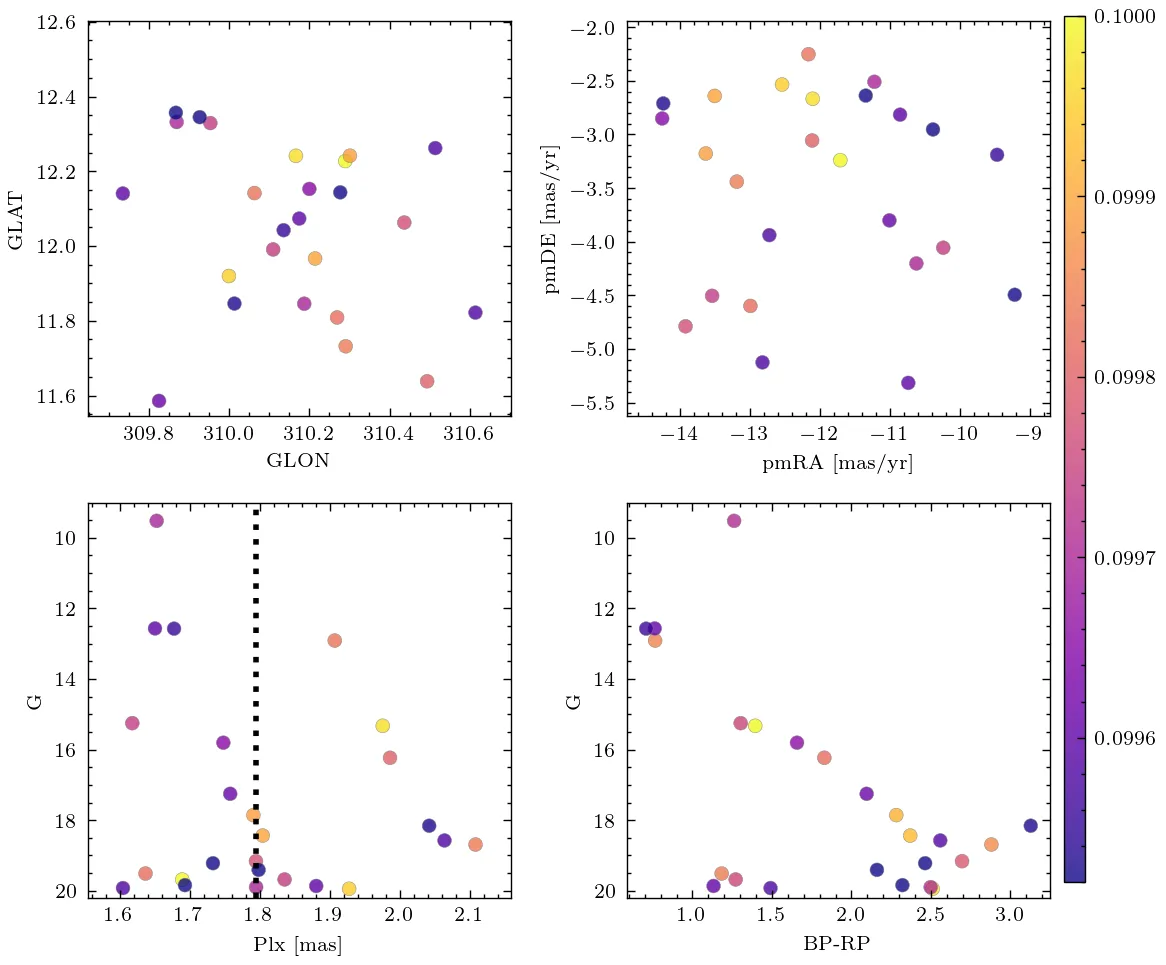 12.6
12.4
12.2
12.0
11.8
11.6
GLAT
309.8 310.0 310.2 310.4 310.6
GLON
−2.0
−2.5
−3.0
−3.5
−4.0
−4.5
−5.0
−5.5
pmDE [mas/yr]
−14 −13 −12 −11 −10 −9
pmRA [mas/yr]
0.1000
0.0999
0.0998
0.0997
0.0996
10
12
14
16
18
20
G
1.6 1.7 1.8 1.9 2.0 2.1
Plx [mas]
10
12
14
16
18
20
G
1.0 1.5 2.0 2.5 3.0
BP-RP